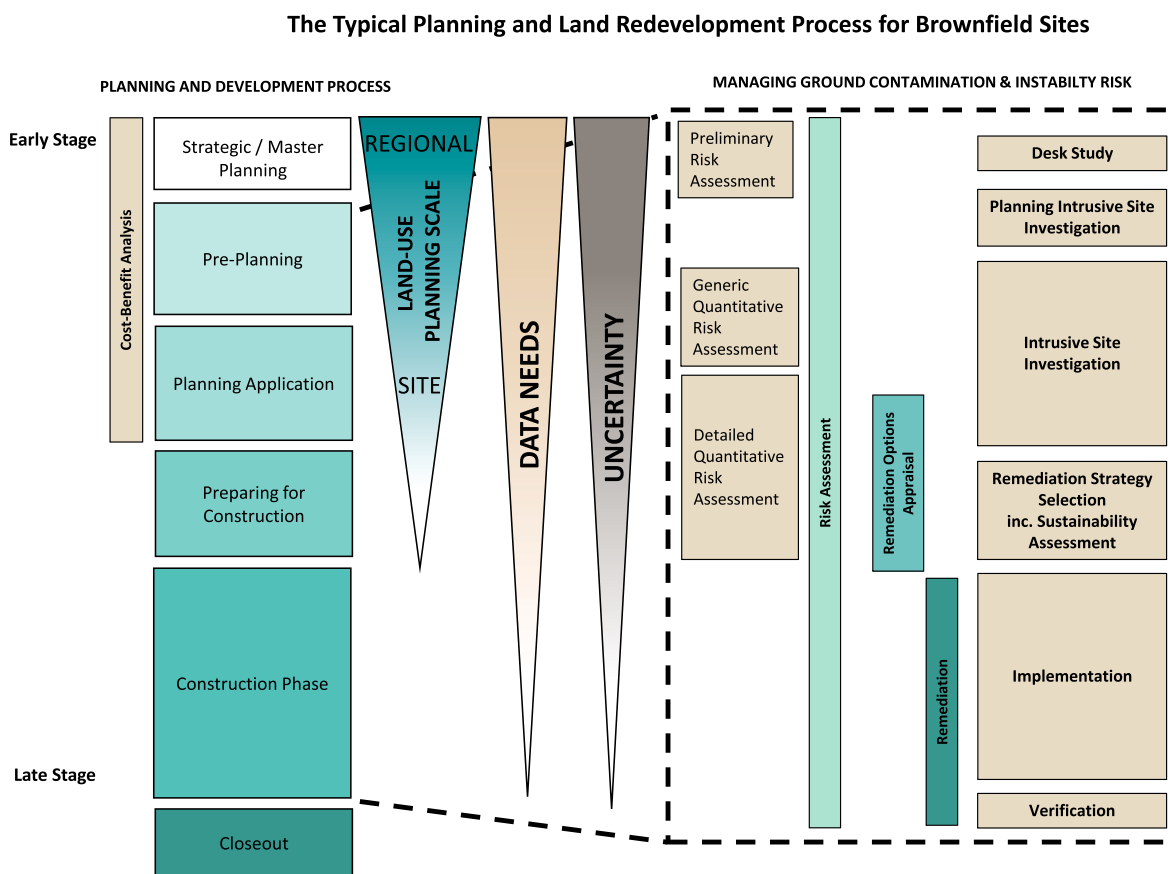 The Typical Planning and Land Redevelopment Process for Brownfield Sites
PLANNING AND DEVELOPMENT PROCESS
MANAGING GROUND CONTAMINATION & INSTABILTY RISK
Early Stage
Late Stage
Cost-Benefit Analysis
Strategic / Master
Planning
Pre-Planning
Planning Application
Preparing for
Construction
Construction Phase
Closeout
REGIONAL
LAND-USE
PLANNING SCALE
SITE
DATA NEEDS
UNCERTAINTY
Preliminary
Risk
Assessment
Generic
Quantitative
Risk
Assessment
Detailed
Quantitative
Risk
Assessment
Risk Assessment
Remediation Options
Appraisal
Remediation
Desk Study
Planning Intrusive Site
Investigation
Intrusive Site
Investigation
Remediation Strategy
Selection
inc. Sustainability
Assessment
Implementation
Verification